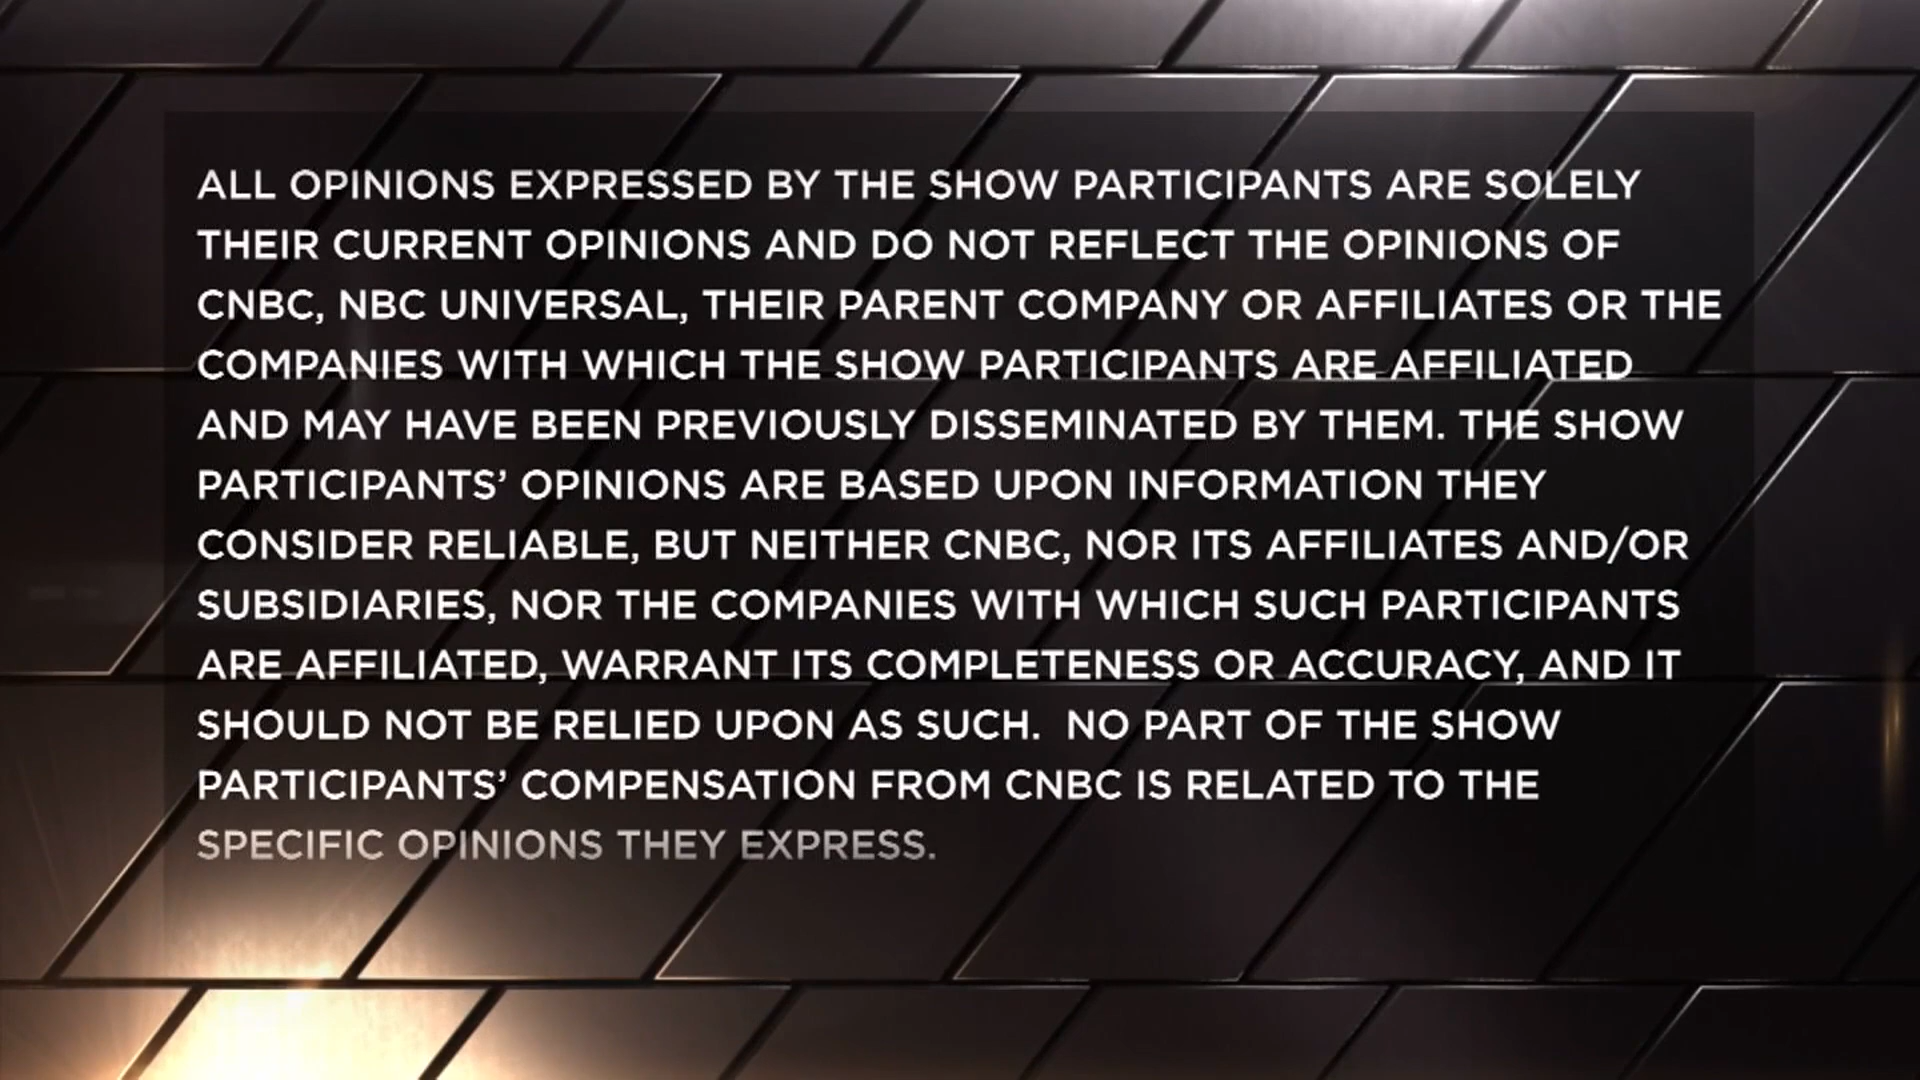 ALL OPINIONS EXPRESSED BY THE SHOW PARTICIPANTS ARE SOLELY
THEIR CURRENT OPINIONS AND DO NOT REFLECT THE OPINIONS OF
CNBC, NBC UNIVERSAL, THEIR PARENT COMPANY OR AFFILIATES OR THE
COMPANIES WITH WHICH THE SHOW PARTICIPANTS ARE AFFILIATED
AND MAY HAVE BEEN PREVIOUSLY DISSEMINATED BY THEM. THE SHOW
PARTICIPANTS’ OPINIONS ARE BASED UPON INFORMATION THEY
CONSIDER RELIABLE, BUT NEITHER CNBC, NOR ITS AFFILIATES AND/OR
SUBSIDIARIES, NOR THE COMPANIES WITH WHICH SUCH PARTICIPANTS
ARE AFFILIATED, WARRANT ITS COMPLETENESS OR ACCURACY, AND IT
SHOULD NOT BE RELIED UPON AS SUCH.  NO PART OF THE SHOW
PARTICIPANTS’ COMPENSATION FROM CNBC IS RELATED TO THE
SPECIFIC OPINIONS THEY EXPRESS.